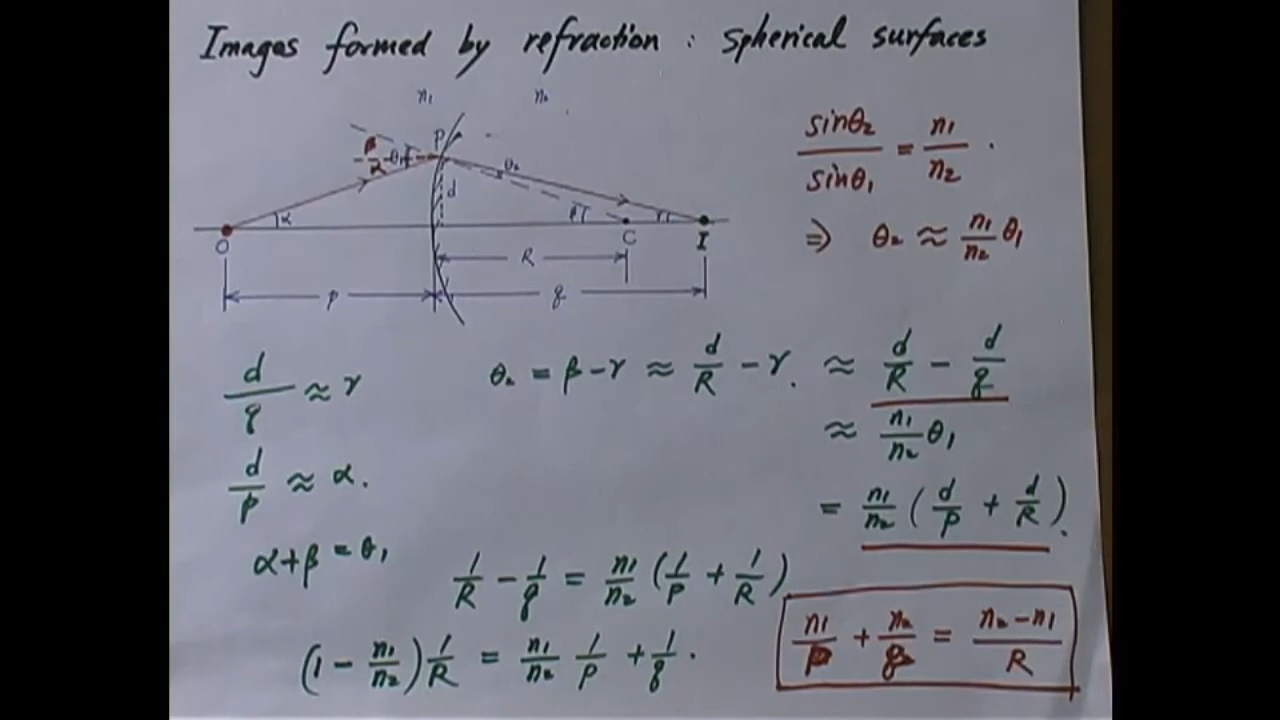 Images formed by refraction : Spherical surfaces
n₁ n₂
P
β
α θ₁ θ₂
d
α β γ
O C I
R
p q
sinθ₂/sinθ₁ = n₁/n₂ .
⇒ θ₂ ≈ n₁/n₂ θ₁
d/q ≈ γ
θ₂ = β − γ ≈ d/R − γ . ≈ d/R − d/q
≈ n₁/n₂ θ₁
d/p ≈ α .
= n₁/n₂ ( d/p + d/R ) .
α + β = θ₁
1/R − 1/q = n₁/n₂ ( 1/p + 1/R )
n₁/p + n₂/q = n₂ − n₁/R
(1 − n₁/n₂) 1/R = n₁/n₂ 1/p + 1/q .